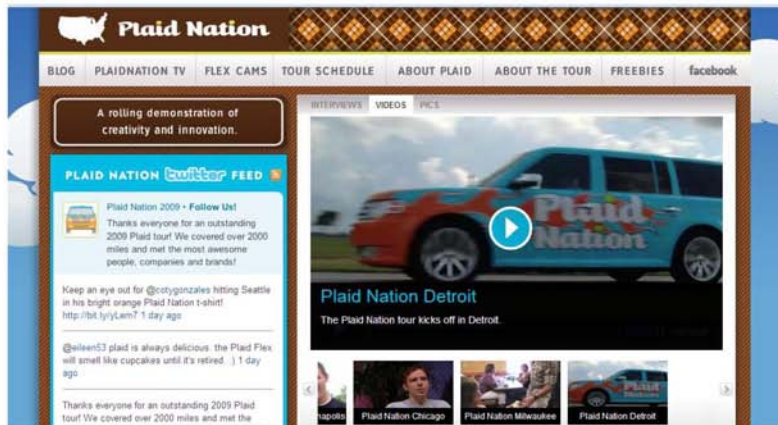 Plaid Nation
BLOG PLAIDNATION TV FLEX CAMS TOUR SCHEDULE ABOUT PLAID ABOUT THE TOUR FREEBIES facebook
A rolling demonstration of
creativity and innovation.
INTERVIEWS VIDEOS PICS
PLAID NATION twitter FEED
Plaid Nation 2009 • Follow Us!
Thanks everyone for an outstanding
2009 Plaid tour! We covered over 2000
miles and met the most awesome
people, companies and brands!
Keep an eye out for @cotygonzales hitting Seattle
in his bright orange Plaid Nation t-shirt!
http://bit.ly/yLwm7 1 day ago
@eileen53 plaid is always delicious. the Plaid Flex
will smell like cupcakes until it's retired. :) 1 day
ago
Thanks everyone for an outstanding 2009 Plaid
tour! We covered over 2000 miles and met the
Plaid
Nation
Plaid Nation Detroit
The Plaid Nation tour kicks off in Detroit.
napolis
Plaid Nation Chicago
Plaid Nation Milwaukee
Plaid
Plaid Nation Detroit